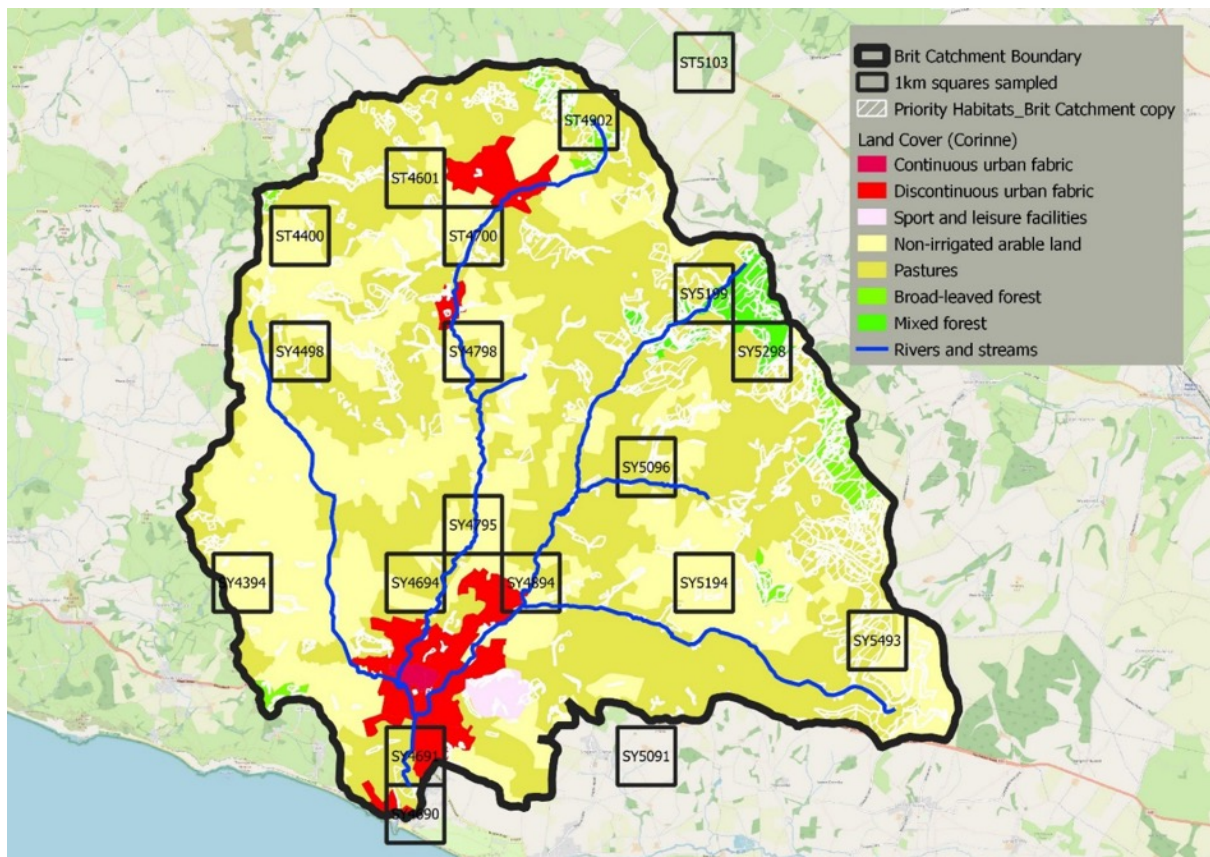 ST5103
Brit Catchment Boundary
1km squares sampled
Priority Habitats_Brit Catchment copy
Land Cover (Corinne)
Continuous urban fabric
Discontinuous urban fabric
Sport and leisure facilities
Non-irrigated arable land
Pastures
Broad-leaved forest
Mixed forest
Rivers and streams
ST4902
ST4601
ST4400
ST4700
SY5199
SY4498
SY4798
SY5298
SY5096
SY4795
SY4394
SY4694
SY4894
SY5194
SY5493
SY4691
SY5091
SY4690